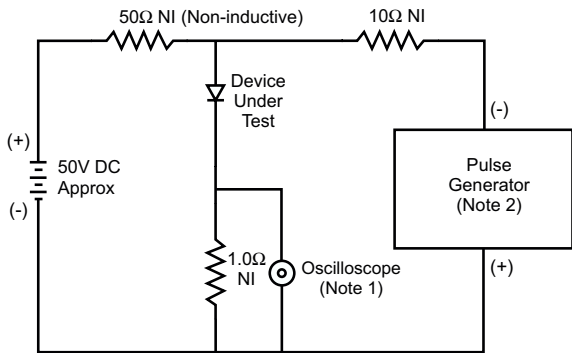 50Ω NI (Non-inductive)
10Ω NI
Device
Under
Test
(-)
(+)
50V DC
Approx
(-)
Pulse
Generator
(Note 2)
1.0Ω
NI
Oscilloscope
(Note 1)
(+)